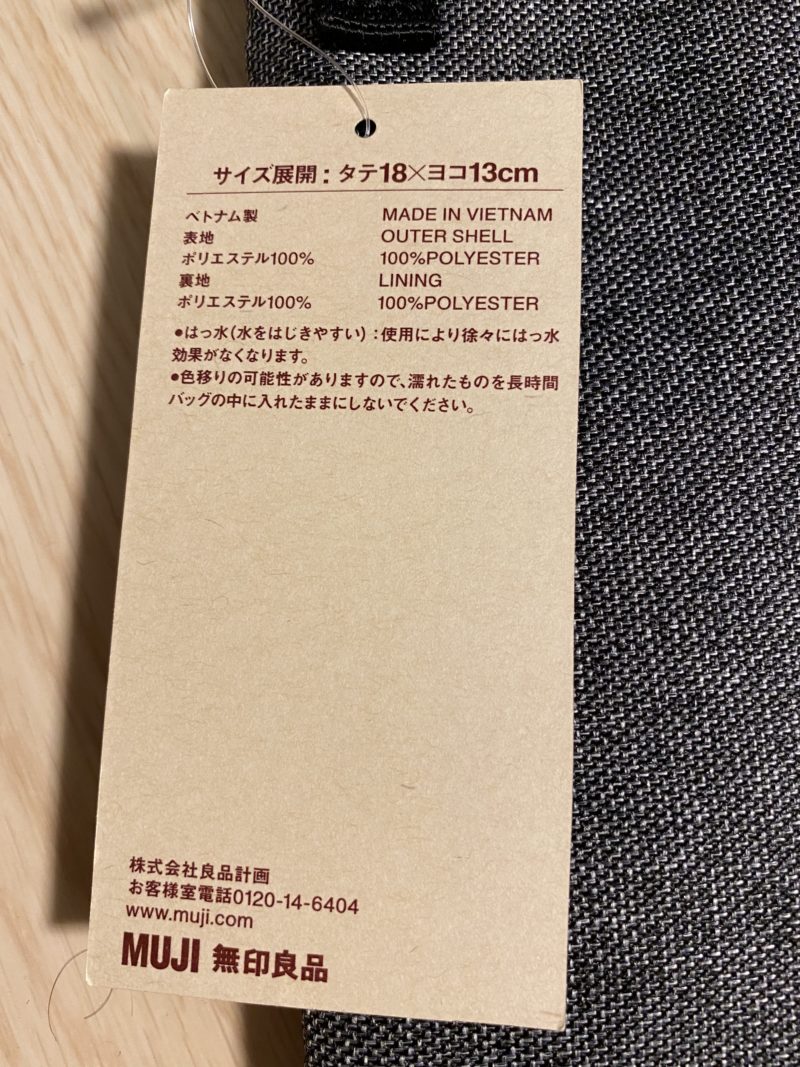 サイズ展開：タテ18×ヨコ13cm
ベトナム製 MADE IN VIETNAM
表地 OUTER SHELL
ポリエステル100% 100%POLYESTER
裏地 LINING
ポリエステル100% 100%POLYESTER
●はっ水(水をはじきやすい)：使用により徐々にはっ水
効果がなくなります。
●色移りの可能性がありますので、濡れたものを長時間
バッグの中に入れたままにしないでください。
株式会社良品計画
お客様室電話0120-14-6404
www.muji.com
MUJI 無印良品